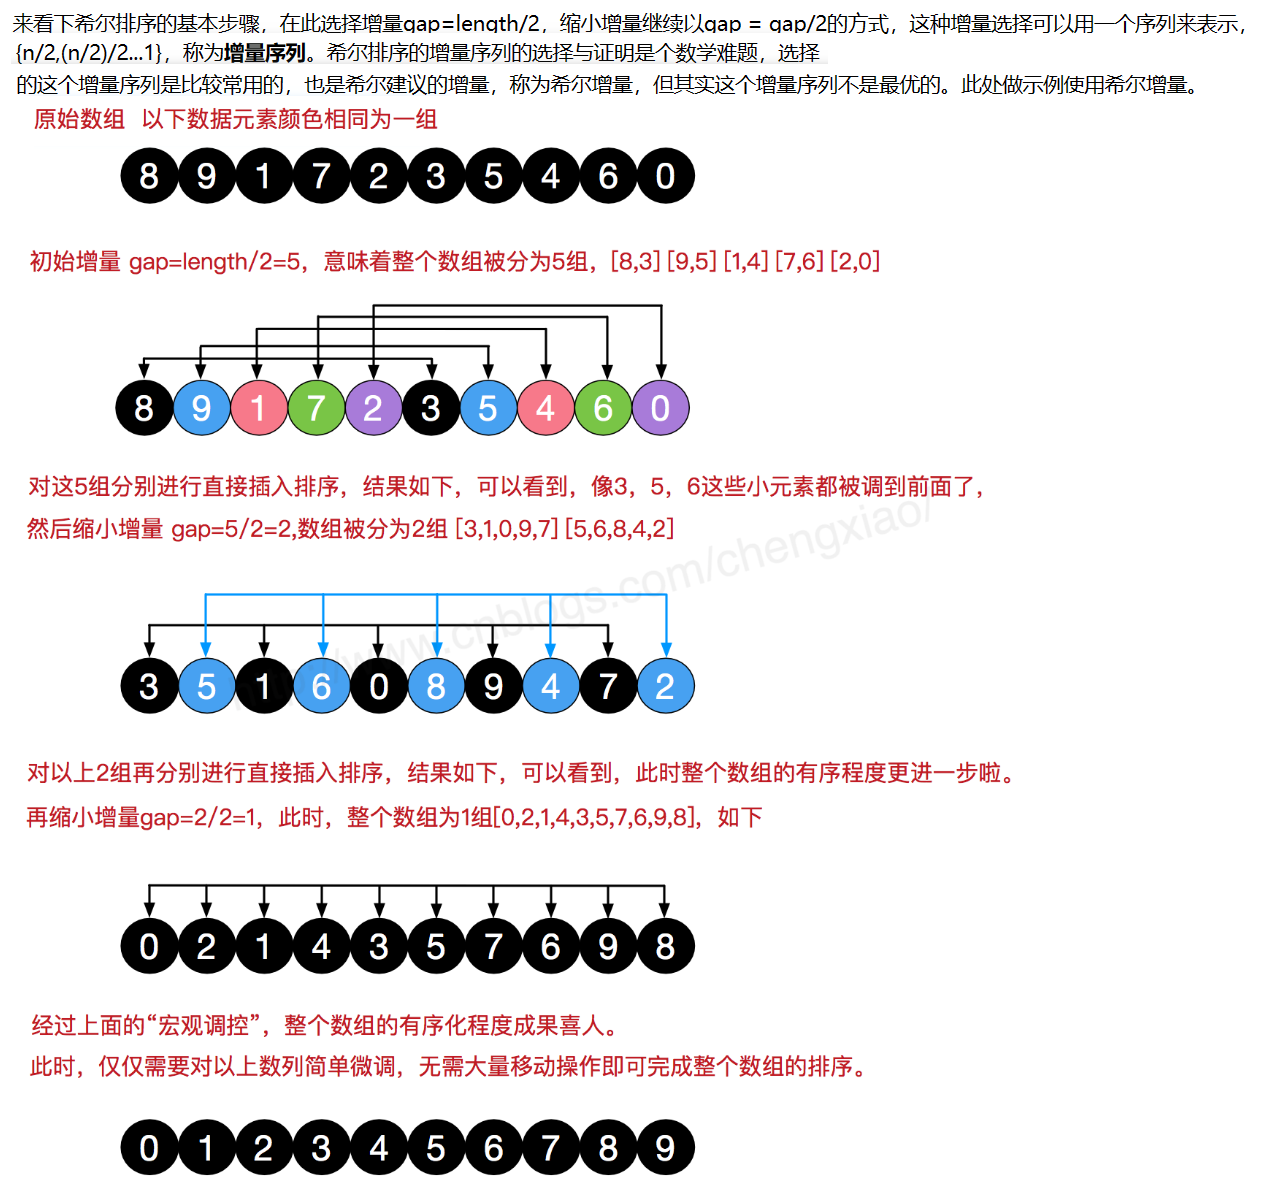 来看下希尔排序的基本步骤，在此选择增量gap=length/2，缩小增量继续以gap = gap/2的方式，这种增量选择可以用一个序列来表示，
{n/2,(n/2)/2...1}，称为增量序列。希尔排序的增量序列的选择与证明是个数学难题，选择
的这个增量序列是比较常用的，也是希尔建议的增量，称为希尔增量，但其实这个增量序列不是最优的。此处做示例使用希尔增量。
原始数组 以下数据元素颜色相同为一组
8 9 1 7 2 3 5 4 6 0
初始增量 gap=length/2=5，意味着整个数组被分为5组，[8,3][9,5][1,4][7,6][2,0]
8 9 1 7 2 3 5 4 6 0
对这5组分别进行直接插入排序，结果如下，可以看到，像3，5，6这些小元素都被调到前面了，
然后缩小增量 gap=5/2=2,数组被分为2组 [3,1,0,9,7][5,6,8,4,2]
http://www.cnblogs.com/chengxiao/
3 5 1 6 0 8 9 4 7 2
对以上2组再分别进行直接插入排序，结果如下，可以看到，此时整个数组的有序程度更进一步啦。
再缩小增量gap=2/2=1，此时，整个数组为1组[0,2,1,4,3,5,7,6,9,8]，如下
0 2 1 4 3 5 7 6 9 8
经过上面的“宏观调控”，整个数组的有序化程度成果喜人。
此时，仅仅需要对以上数列简单微调，无需大量移动操作即可完成整个数组的排序。
0 1 2 3 4 5 6 7 8 9